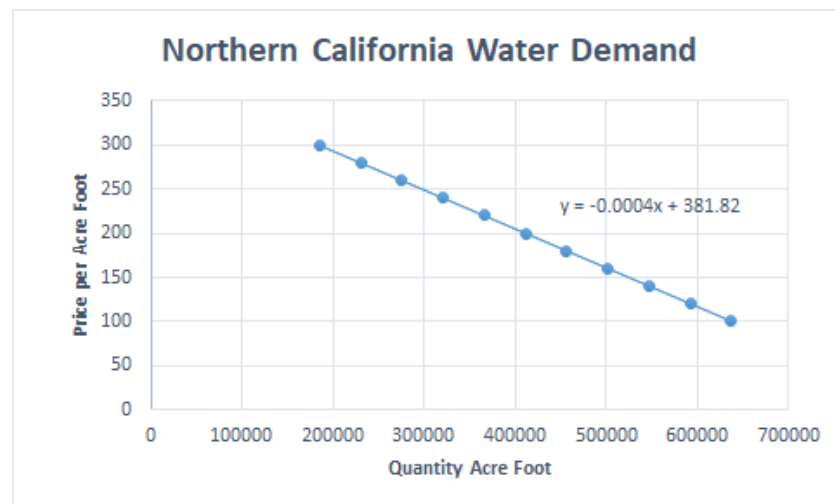 Northern California Water Demand
350
300
250
200
150
100
50
0
Price per Acre Foot
y = -0.0004x + 381.82
0 100000 200000 300000 400000 500000 600000 700000
Quantity Acre Foot